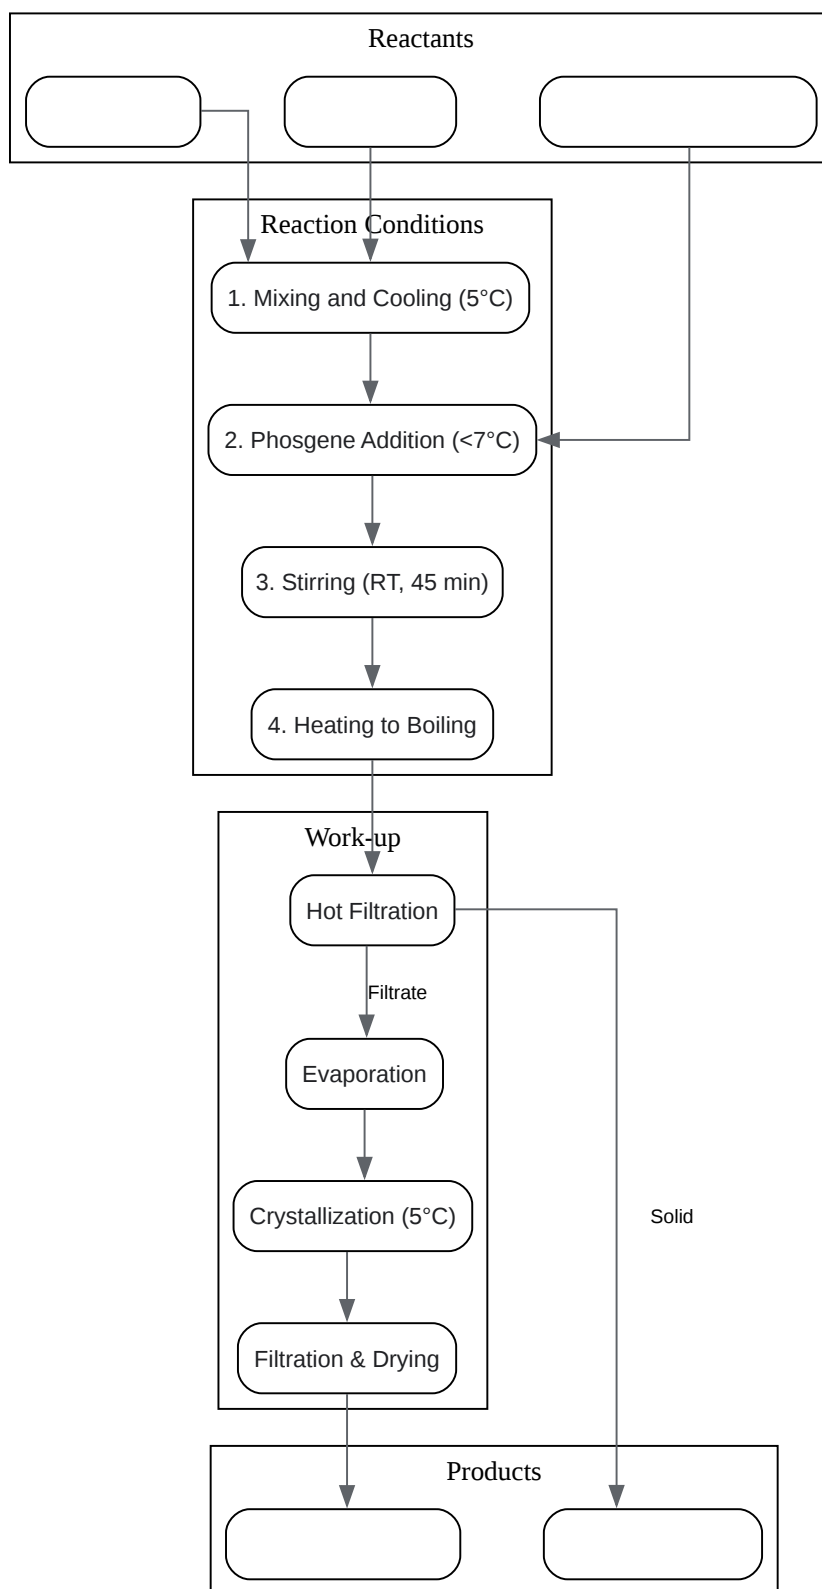 Reactants
Reaction Conditions
1. Mixing and Cooling (5°C)
2. Phosgene Addition (<7°C)
3. Stirring (RT, 45 min)
4. Heating to Boiling
Work-up
Hot Filtration
Filtrate
Evaporation
Crystallization (5°C)
Solid
Filtration & Drying
Products